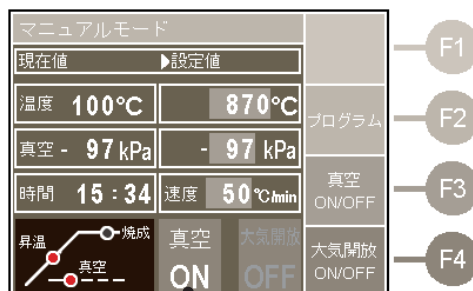 マニュアルモード
現在値 ▶設定値
温度 100℃ 870℃
真空 - 97 kPa - 97 kPa
時間 15：34 速度 50 ℃/min
昇温 焼成
真空
真空 ON
大気開放 OFF
プログラム
真空
ON/OFF
大気開放
ON/OFF
F1
F2
F3
F4